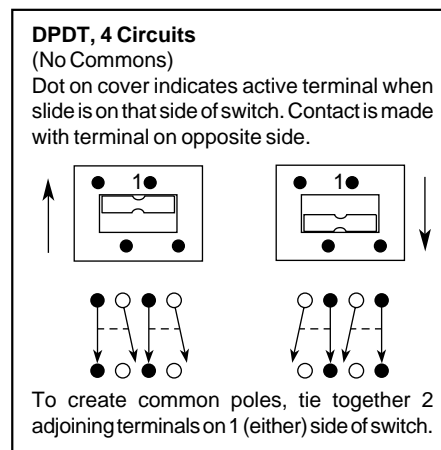 DPDT, 4 Circuits
(No Commons)
Dot on cover indicates active terminal when
slide is on that side of switch. Contact is made
with terminal on opposite side.
1 1
To create common poles, tie together 2
adjoining terminals on 1 (either) side of switch.